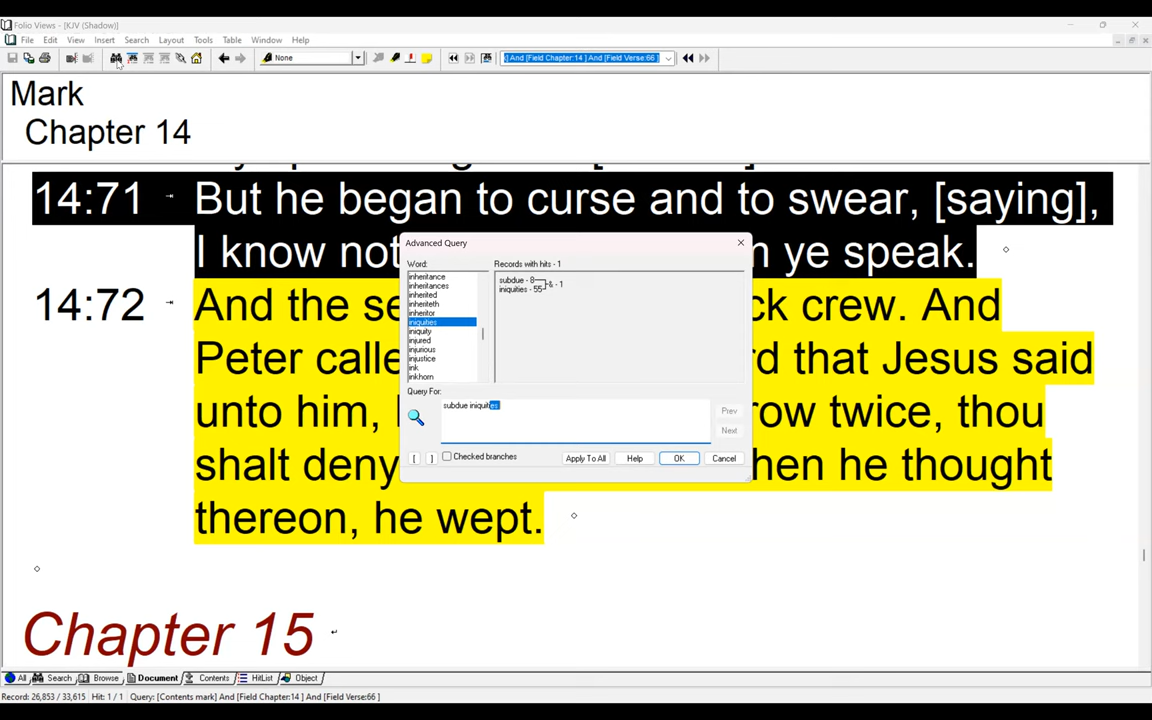 Folio Views - [KJV (Shadow)]
File Edit View Insert Search Layout Tools Table Window Help
None
] And [Field Chapter:14 ] And [Field Verse:66 ]
Mark
Chapter 14
14:71 But he began to curse and to swear, [saying],
I know not ye speak.
14:72 And the se ck crew. And
Peter calle rd that Jesus said
unto him, row twice, thou
shalt deny hen he thought
thereon, he wept.
Chapter 15
Advanced Query
Word:
inheritance
inheritances
inherited
inheriteth
inheritor
iniquities
iniquity
injured
injurious
injustice
ink
inkhorn
Records with hits - 1
subdue - 8
iniquities - 55
& - 1
Query For:
subdue iniquities
Prev
Next
[ ] Checked branches
Apply To All Help OK Cancel
All Search Browse Document Contents HitList Object
Record: 26,853 / 33,615 Hit: 1 / 1 Query: [Contents mark] And [Field Chapter:14 ] And [Field Verse:66 ]